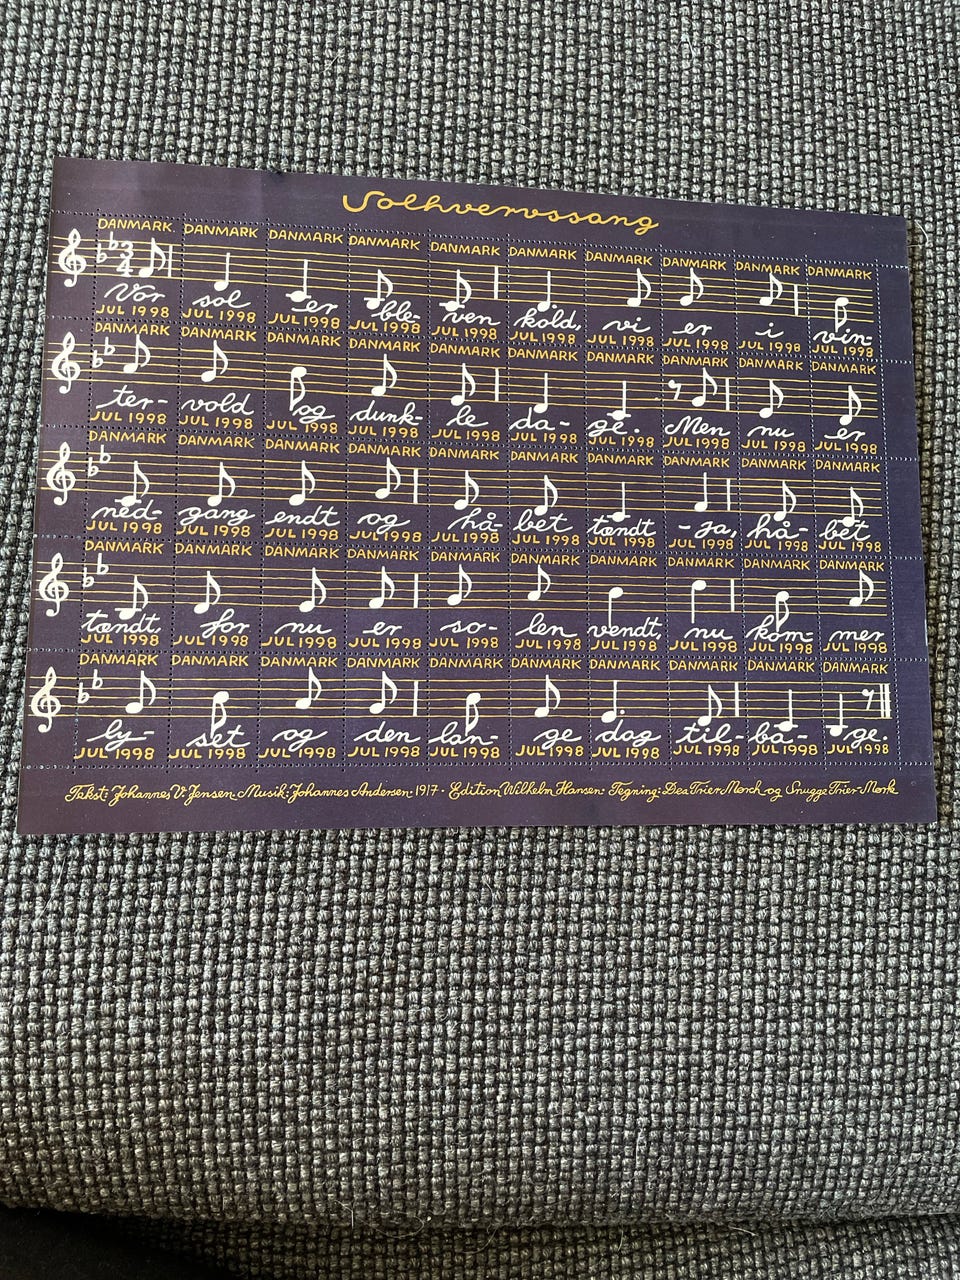 Solhvervssang
DANMARK DANMARK DANMARK DANMARK DANMARK DANMARK DANMARK DANMARK DANMARK DANMARK
3
4
Vor sol er ble- ven kold, vi er i vin-
JUL 1998 JUL 1998 JUL 1998 JUL 1998 JUL 1998 JUL 1998 JUL 1998 JUL 1998 JUL 1998 JUL 1998
DANMARK DANMARK DANMARK DANMARK DANMARK DANMARK DANMARK DANMARK DANMARK DANMARK
ter- vold og dunk- le da- ge. Men nu er
JUL 1998 JUL 1998 JUL 1998 JUL 1998 JUL 1998 JUL 1998 JUL 1998 JUL 1998 JUL 1998 JUL 1998
DANMARK DANMARK DANMARK DANMARK DANMARK DANMARK DANMARK DANMARK DANMARK DANMARK
ned- gang endt og hå- bet tændt - ja, hå- bet
JUL 1998 JUL 1998 JUL 1998 JUL 1998 JUL 1998 JUL 1998 JUL 1998 JUL 1998 JUL 1998 JUL 1998
DANMARK DANMARK DANMARK DANMARK DANMARK DANMARK DANMARK DANMARK DANMARK DANMARK
tændt, for nu er so- len vendt, nu kom- mer
JUL 1998 JUL 1998 JUL 1998 JUL 1998 JUL 1998 JUL 1998 JUL 1998 JUL 1998 JUL 1998 JUL 1998
DANMARK DANMARK DANMARK DANMARK DANMARK DANMARK DANMARK DANMARK DANMARK DANMARK
ly- set og den lan- ge dag til- ba- ge.
JUL 1998 JUL 1998 JUL 1998 JUL 1998 JUL 1998 JUL 1998 JUL 1998 JUL 1998 JUL 1998 JUL 1998
Tekst: Johannes V. Jensen. Musik: Johannes Andersen 1917. Edition Wilhelm Hansen. Tegning: Dea Trier Mørch og Snugge Trier Mørk